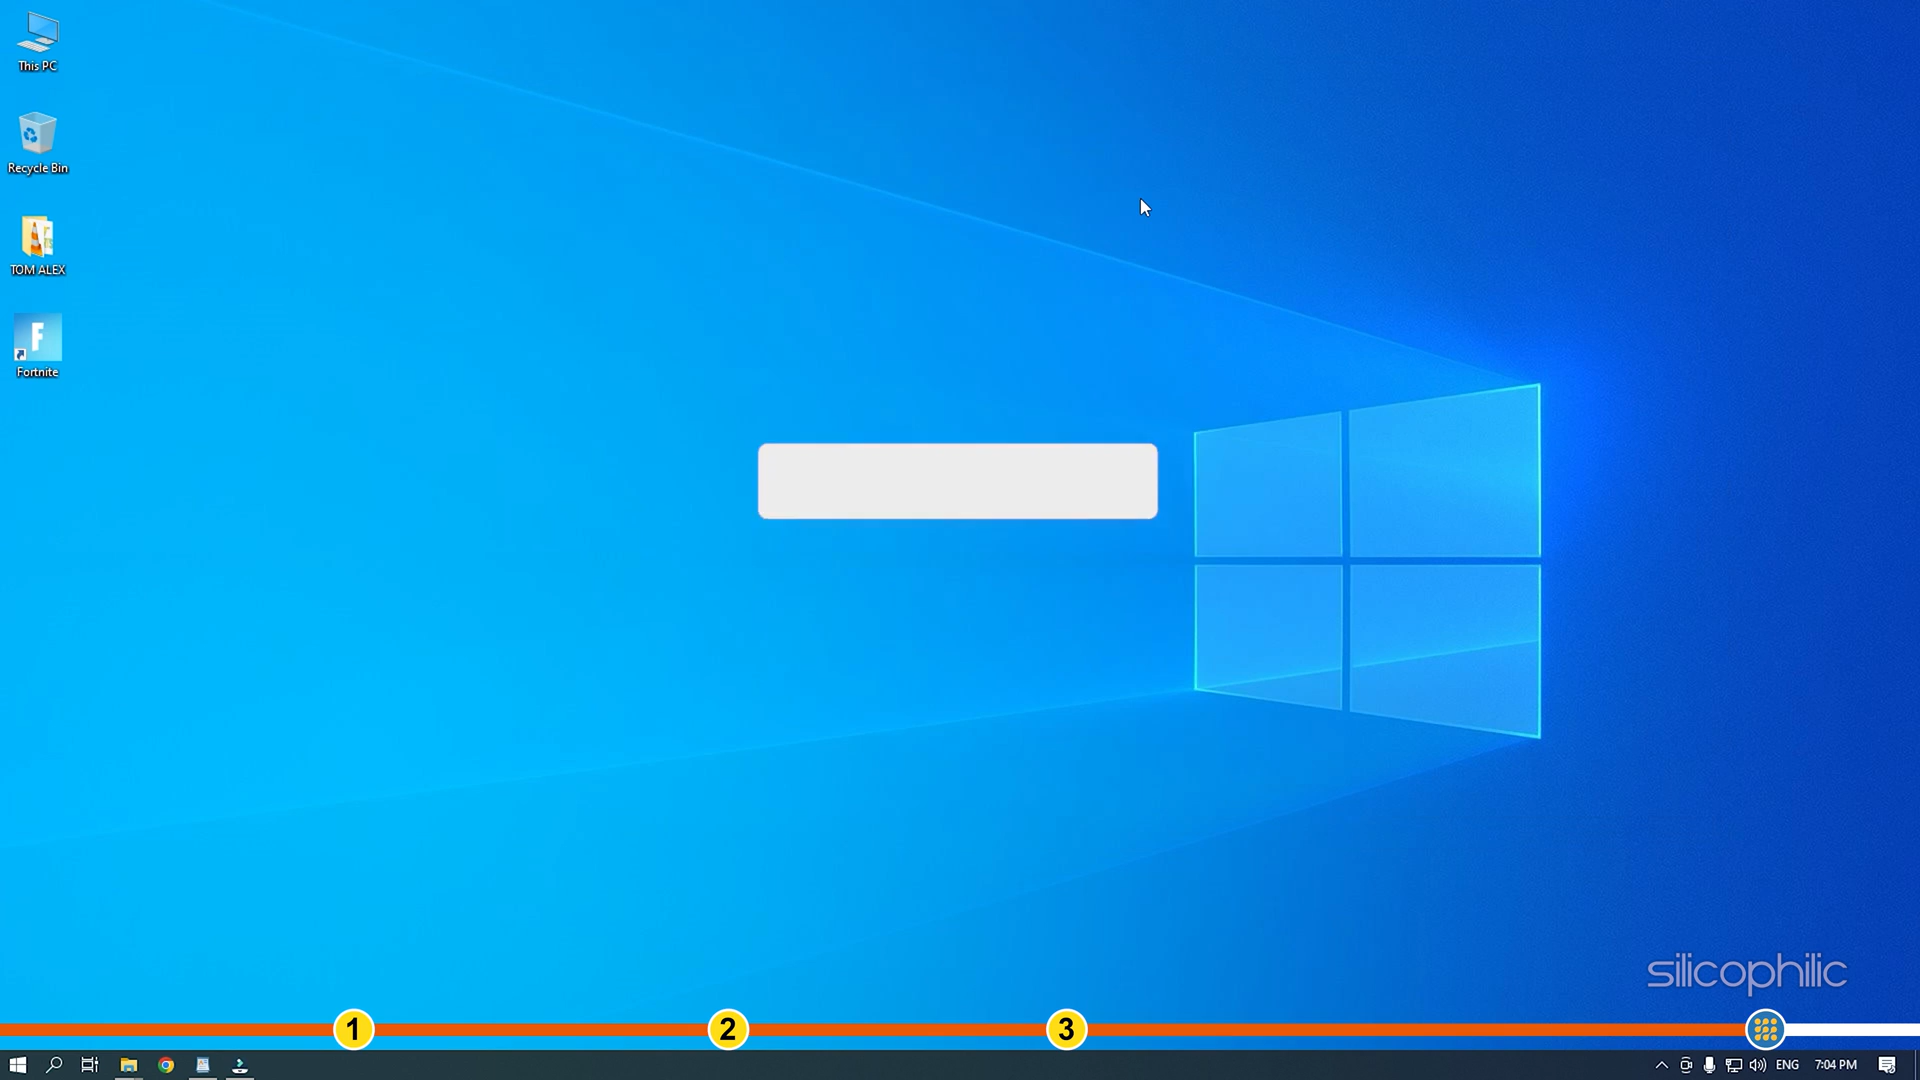 This PC
Recycle Bin
TOM ALEX
F
Fortnite
silicophilic
1
2
3
ENG
7:04 PM